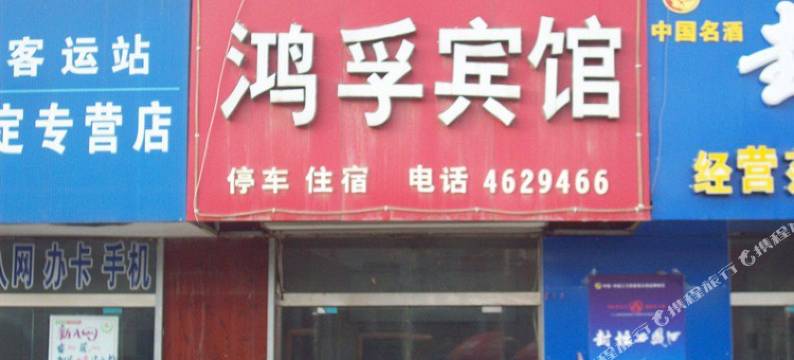 客运站
定专营店
入网 办卡 手机
鸿孚宾馆
停车 住宿 电话 4629466
中国名酒
经营
携程旅行